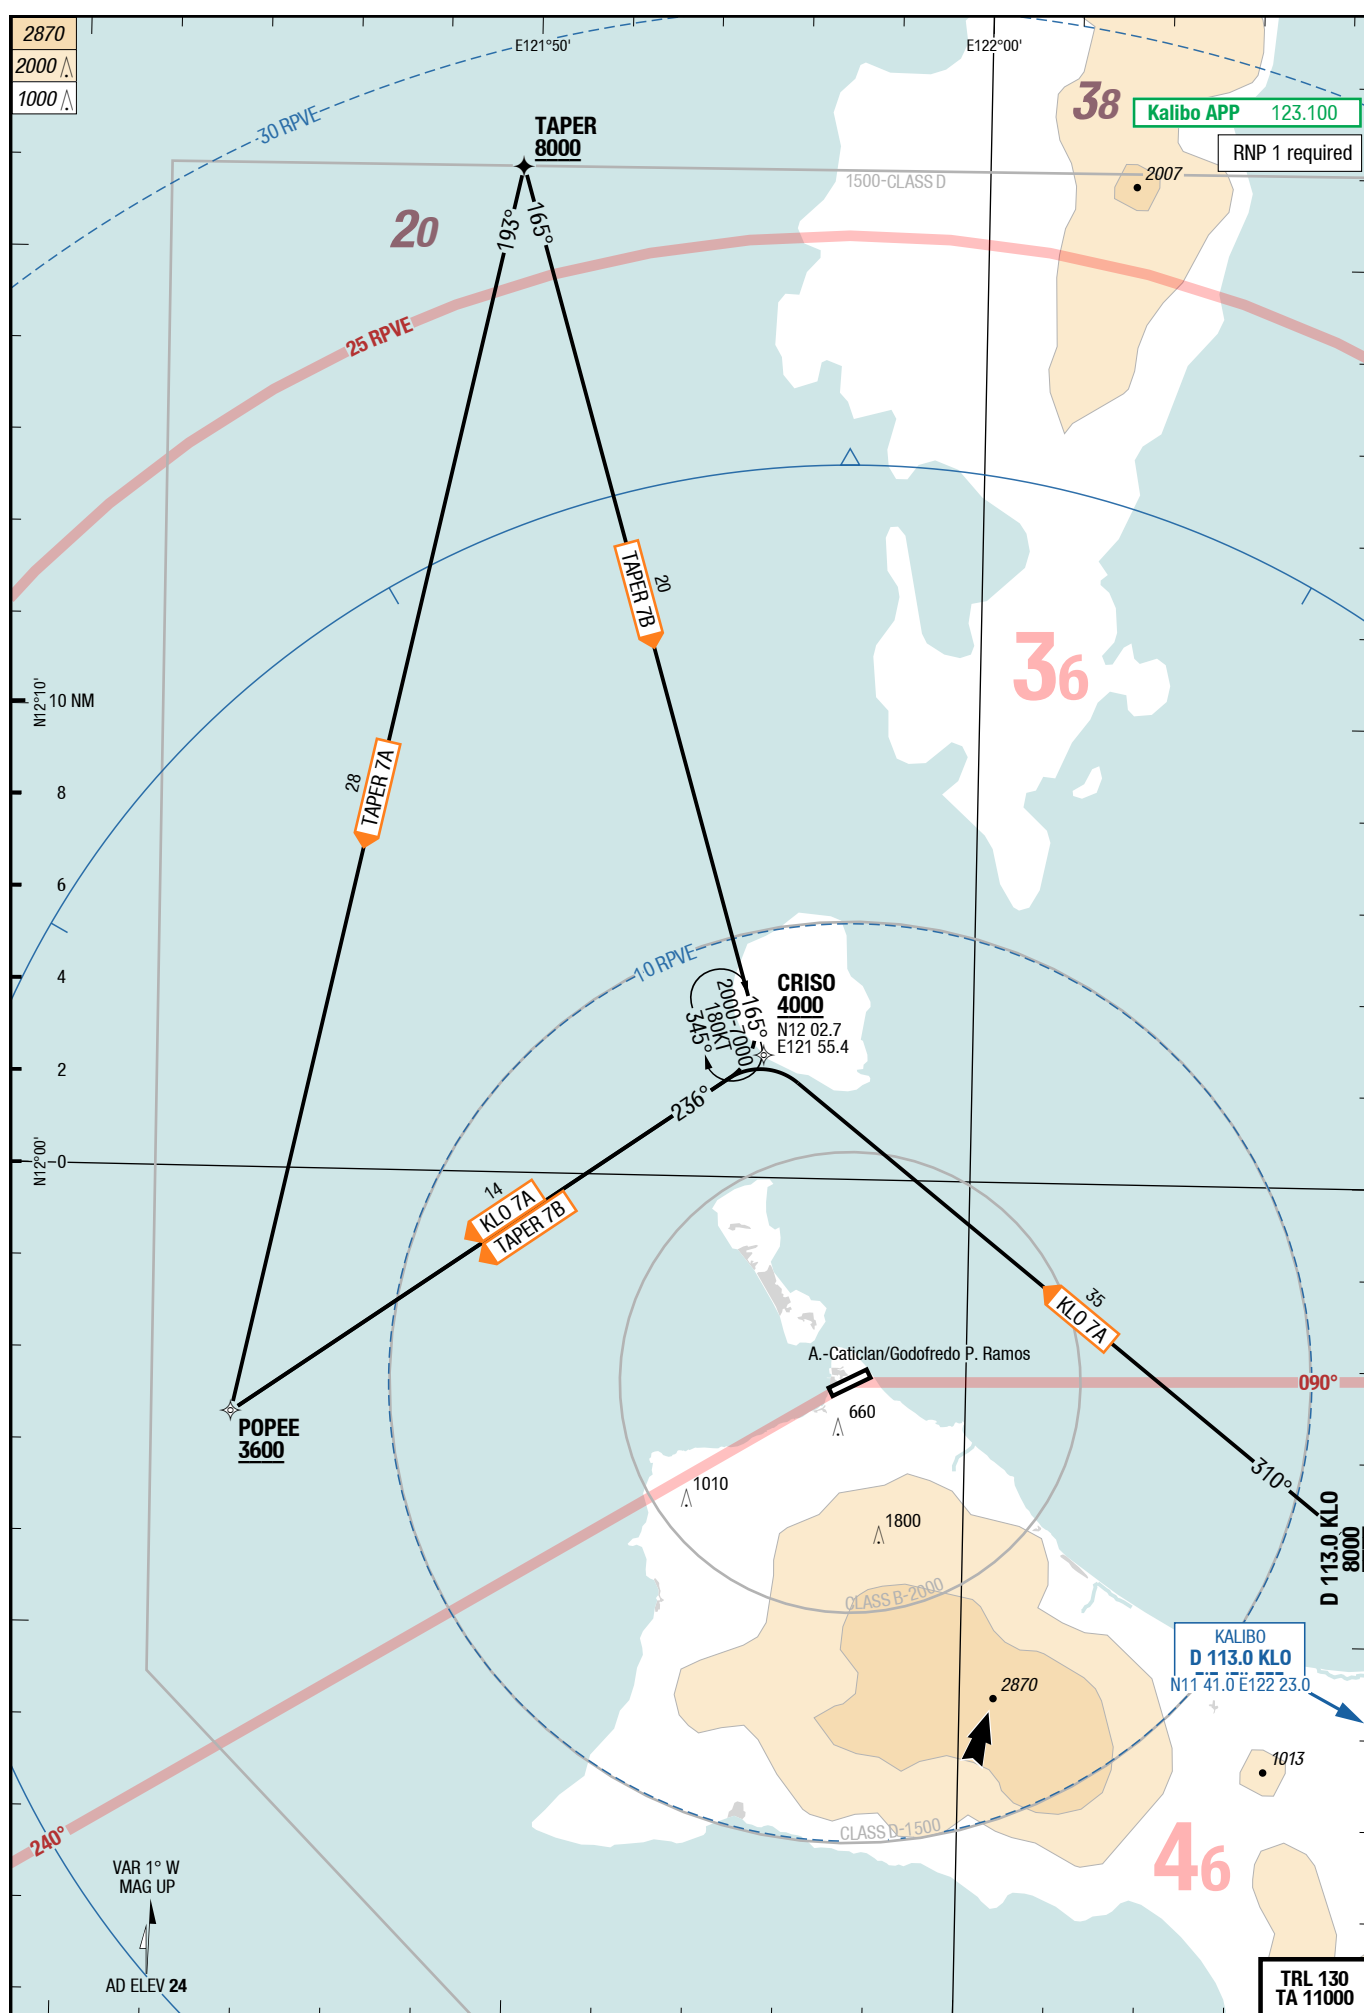 2870
2000
1000
E121°50'
E122°00'
30 RPVE
TAPER
8000
38
Kalibo APP 123.100
RNP 1 required
1500-CLASS D
2007
20
193°
165°
25 RPVE
TAPER 7B
20
36
N12°10'
10 NM
28
TAPER 7A
8
6
4
2
0
N12°00'
10 RPVE
CRISO
4000
N12 02.7
E121 55.4
165°
2000-7000
180KT
345°
236°
14
KLO 7A
TAPER 7B
35
KLO 7A
A.-Caticlan/Godofredo P. Ramos
090°
POPEE
3600
660
310°
1010
1800
D 113.0 KLO
8000
CLASS B-2000
KALIBO
D 113.0 KLO
N11 41.0 E122 23.0
2870
1013
CLASS D-1500
240°
46
VAR 1° W
MAG UP
AD ELEV 24
TRL 130
TA 11000